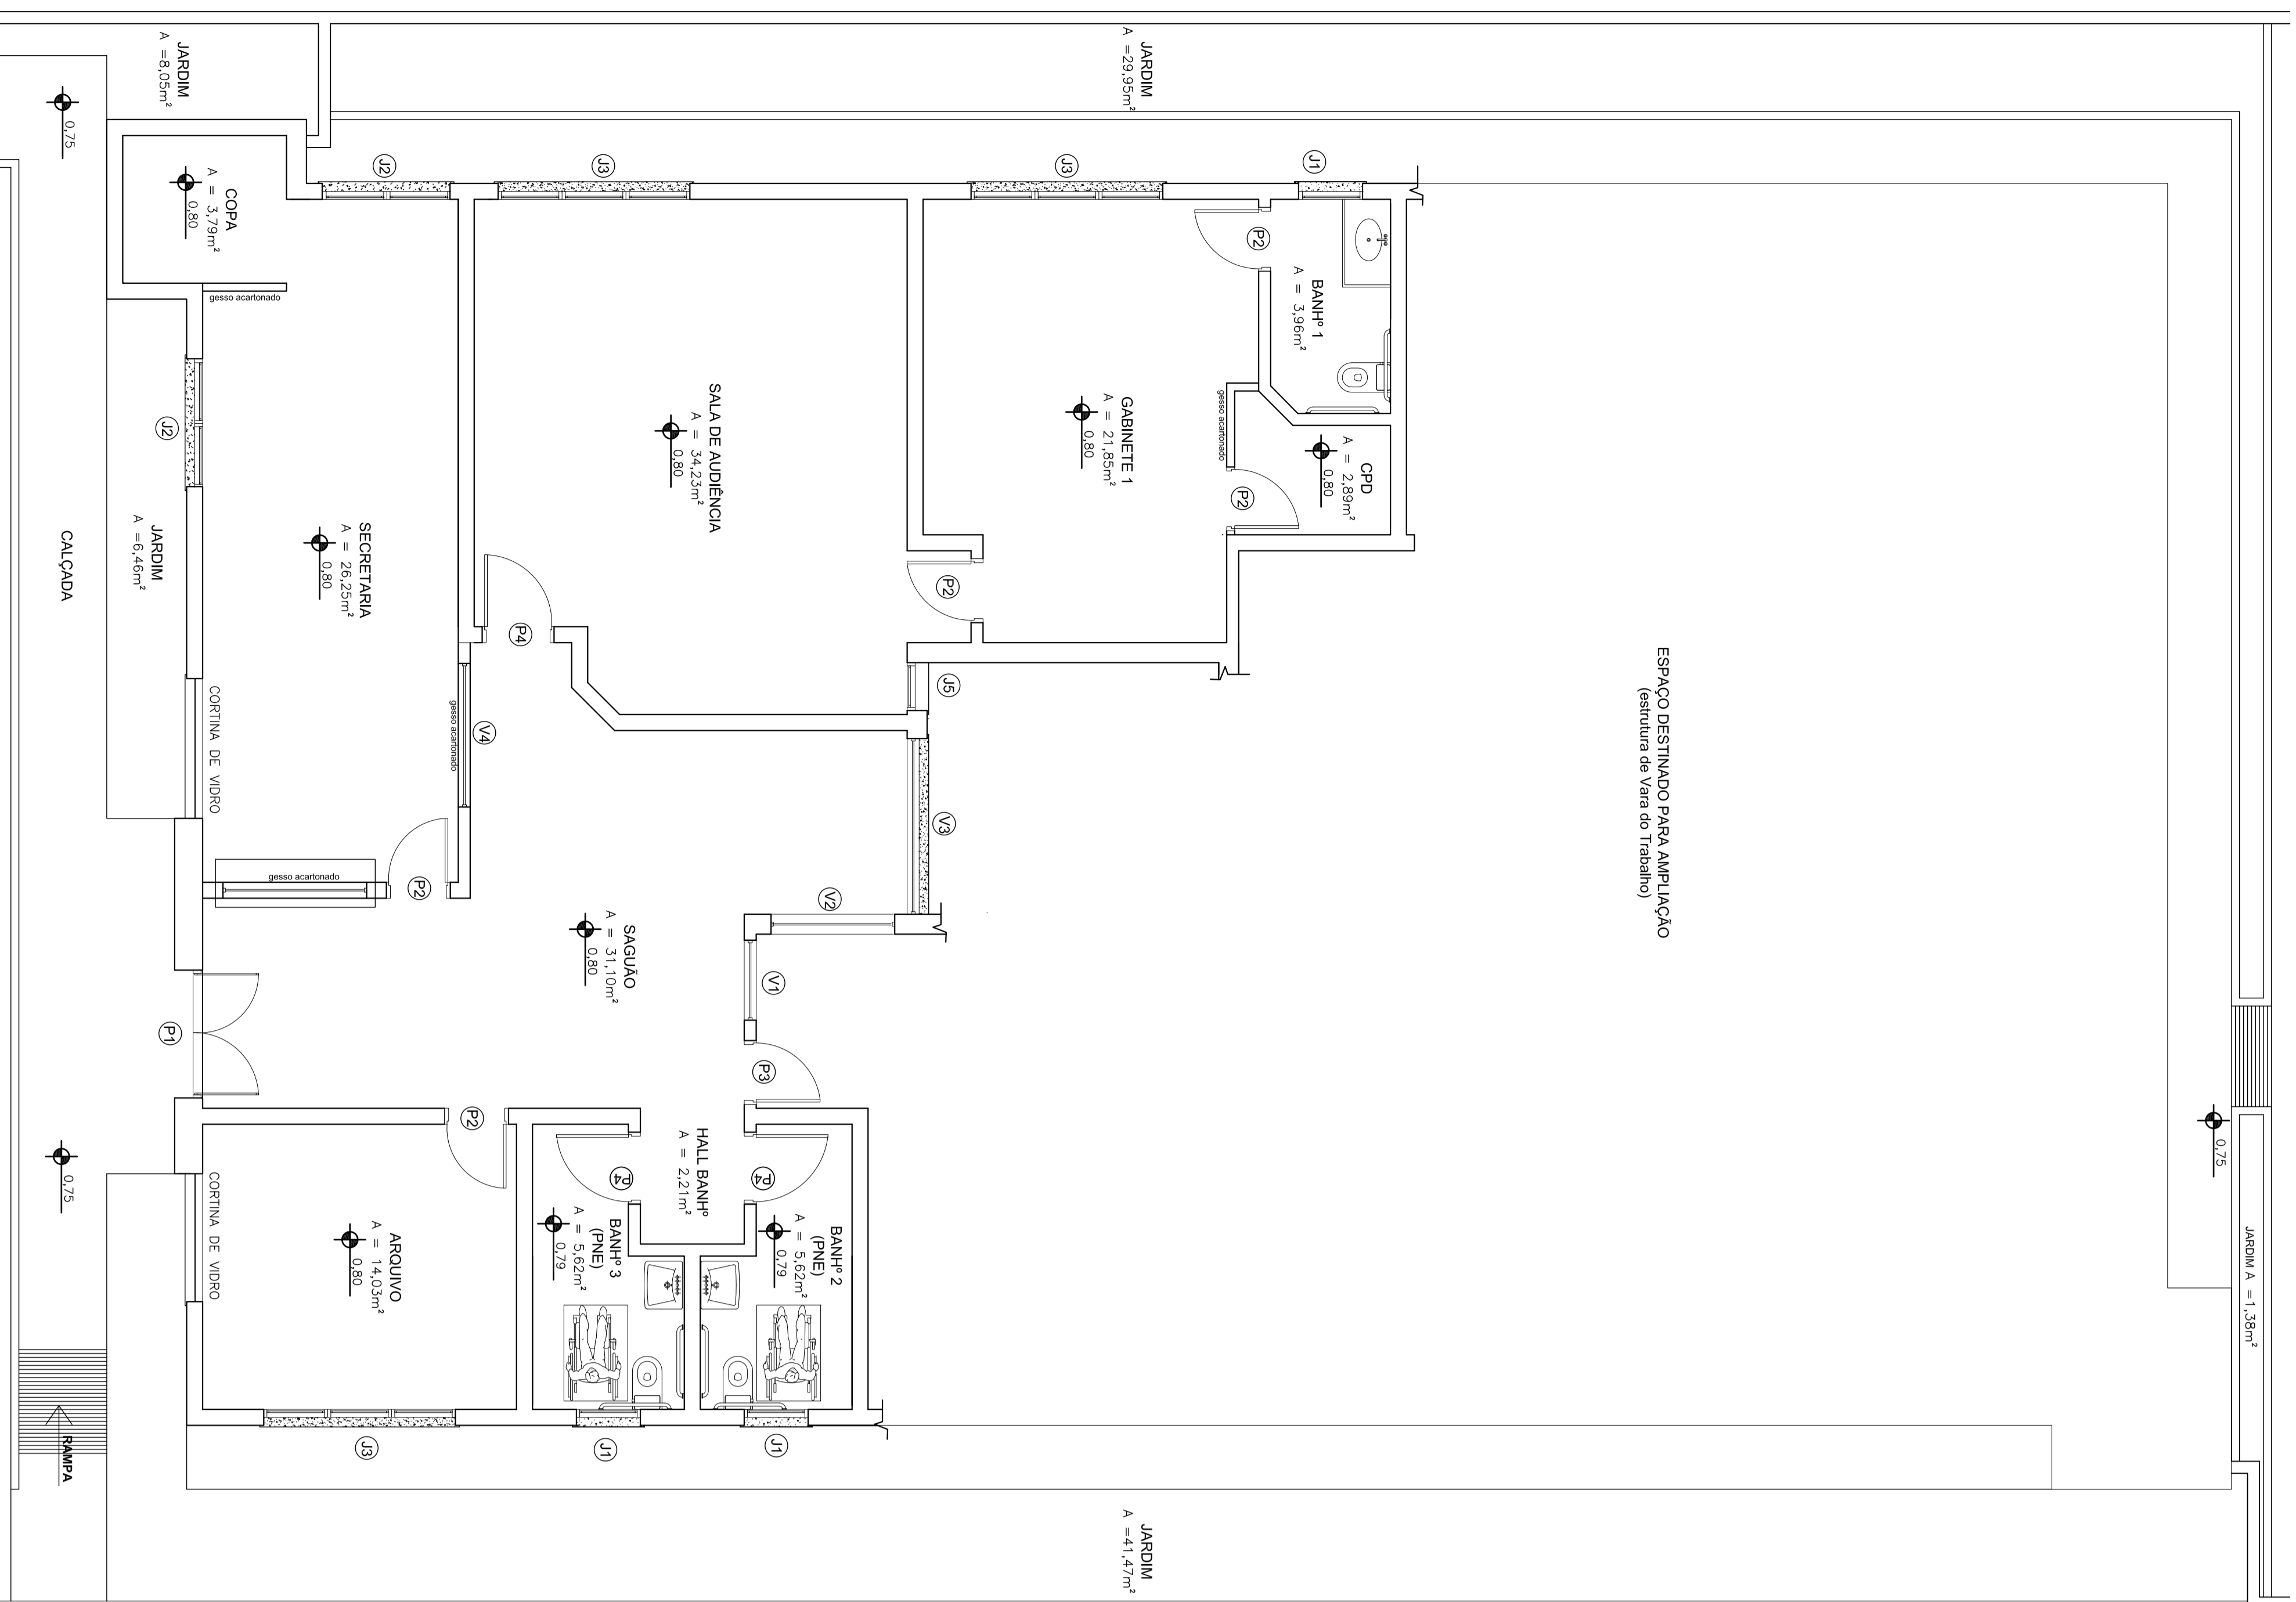 JARDIM
A =8,05m²
0,75
COPA
A = 3,79m²
0,80
gesso acartonado
J2
J3
J3
J1
JARDIM
A =29,95m²
P2
BANHº 1
A = 3,96m²
GABINETE 1
A = 21,85m²
0,80
gesso acartonado
CPD
A = 2,89m²
0,80
P2
P2
SALA DE AUDIÊNCIA
A = 34,23m²
0,80
P4
J2
JARDIM
A =6,46m²
CALÇADA
SECRETARIA
A = 26,25m²
0,80
CORTINA DE VIDRO
gesso acartonado
V4
J5
V3
V2
V1
P2
gesso acartonado
SAGUÃO
A = 31,10m²
0,80
P1
P3
P2
HALL BANHº
A = 2,21m²
P4
P4
BANHº 2
(PNE)
A = 5,62m²
0,79
BANHº 3
(PNE)
A = 5,62m²
0,79
ARQUIVO
A = 14,03m²
0,80
CORTINA DE VIDRO
0,75
RAMPA
J3
J1
J1
JARDIM
A =41,47m²
ESPAÇO DESTINADO PARA AMPLIAÇÃO
(estrutura de Vara do Trabalho)
0,75
JARDIM A =1,38m²